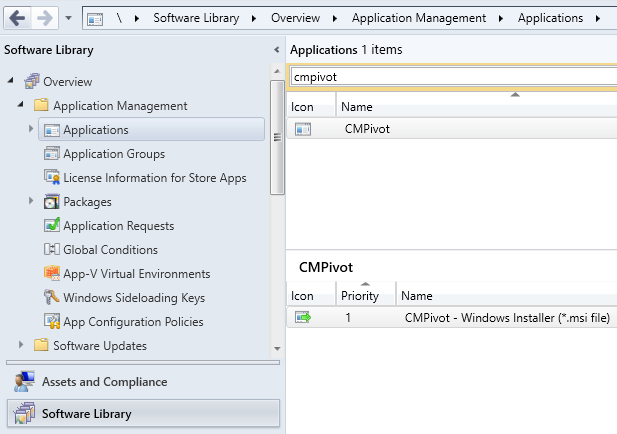 \ Software Library Overview Application Management Applications
Software Library
Overview
Application Management
Applications
Application Groups
License Information for Store Apps
Packages
Application Requests
Global Conditions
App-V Virtual Environments
Windows Sideloading Keys
App Configuration Policies
Software Updates
Assets and Compliance
Software Library
Applications 1 items
cmpivot
Icon Name
CMPivot
CMPivot
Icon Priority Name
1 CMPivot - Windows Installer (*.msi file)